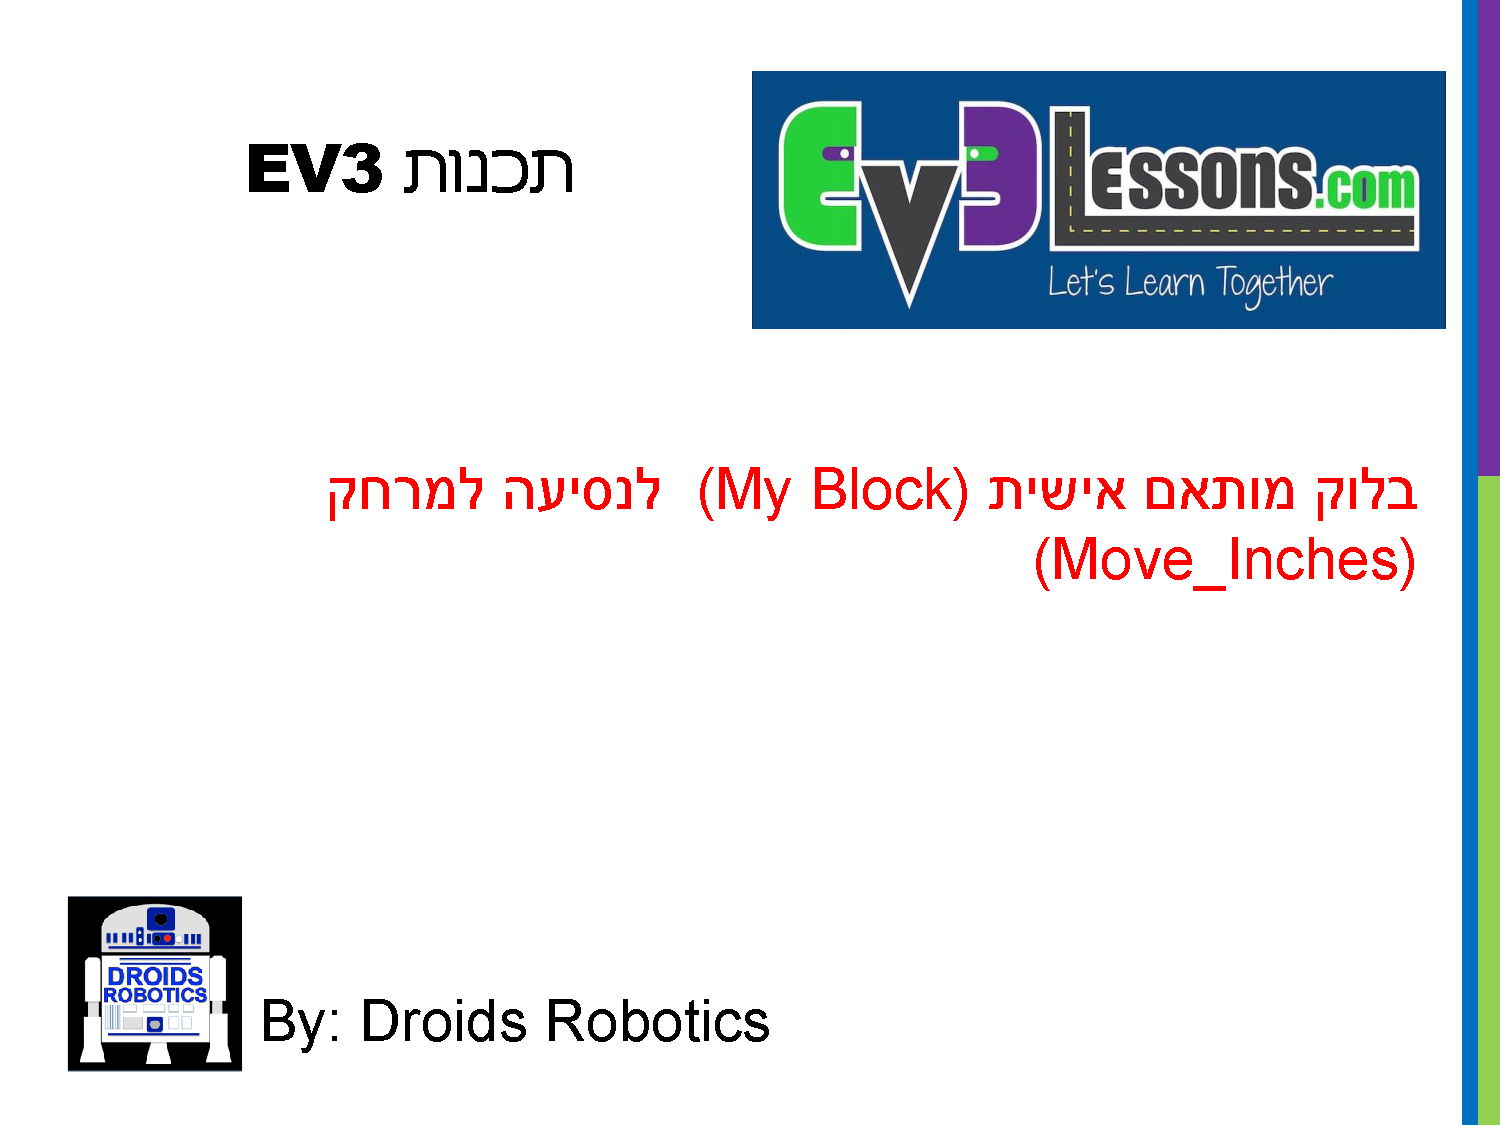 תכנות EV3
Ev3Lessons.com
Let's Learn Together
בלוק מותאם אישית (My Block) לנסיעה למרחק
(Move_Inches)
DROIDS
ROBOTICS
By: Droids Robotics